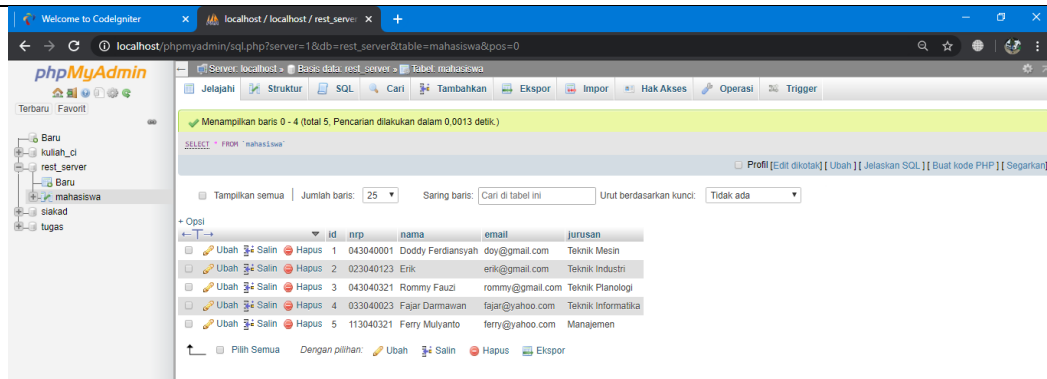 Welcome to CodeIgniter × localhost / localhost / rest_server × +
localhost/phpmyadmin/sql.php?server=1&db=rest_server&table=mahasiswa&pos=0
phpMyAdmin
Terbaru Favorit
Baru
kuliah_ci
rest_server
Baru
mahasiswa
siakad
tugas
Server: localhost » Basis data: rest_server » Tabel: mahasiswa
Jelajahi Struktur SQL Cari Tambahkan Ekspor Impor Hak Akses Operasi Trigger
Menampilkan baris 0 - 4 (total 5, Pencarian dilakukan dalam 0,0013 detik.)
SELECT * FROM `mahasiswa`
Profil [Edit dikotak] [ Ubah ] [ Jelaskan SQL ] [ Buat kode PHP ] [ Segarkan]
Tampilkan semua | Jumlah baris: 25 Saring baris: Cari di tabel ini Urut berdasarkan kunci: Tidak ada
+ Opsi
←T→ id nrp nama email jurusan
Ubah Salin Hapus 1 043040001 Doddy Ferdiansyah doy@gmail.com Teknik Mesin
Ubah Salin Hapus 2 023040123 Erik erik@gmail.com Teknik Industri
Ubah Salin Hapus 3 043040321 Rommy Fauzi rommy@gmail.com Teknik Planologi
Ubah Salin Hapus 4 033040023 Fajar Darmawan fajar@yahoo.com Teknik Informatika
Ubah Salin Hapus 5 113040321 Ferry Mulyanto ferry@yahoo.com Manajemen
Pilih Semua Dengan pilihan: Ubah Salin Hapus Ekspor